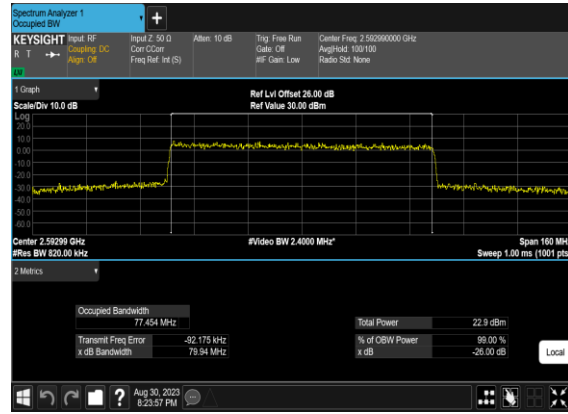 Spectrum Analyzer 1
Occupied BW
KEYSIGHT
R T
LW
Input: RF
Coupling: DC
Align: Off
Input Z: 50 Ω
Corr CCorr
Freq Ref: Int (S)
Atten: 10 dB
Trig: Free Run
Gate: Off
#IF Gain: Low
Center Freq: 2.592990000 GHz
Avg|Hold: 100/100
Radio Std: None
1 Graph
Scale/Div 10.0 dB
Ref Lvl Offset 26.00 dB
Ref Value 30.00 dBm
Log
20.0
10.0
0.00
-10.0
-20.0
-30.0
-40.0
-50.0
-60.0
Center 2.59299 GHz
#Res BW 820.00 kHz
#Video BW 2.4000 MHz*
Span 160 MH
Sweep 1.00 ms (1001 pts
2 Metrics
Occupied Bandwidth
77.454 MHz
Total Power 22.9 dBm
Transmit Freq Error -92.175 kHz
% of OBW Power 99.00 %
x dB Bandwidth 79.94 MHz
x dB -26.00 dB
Local
Aug 30, 2023
8:23:57 PM